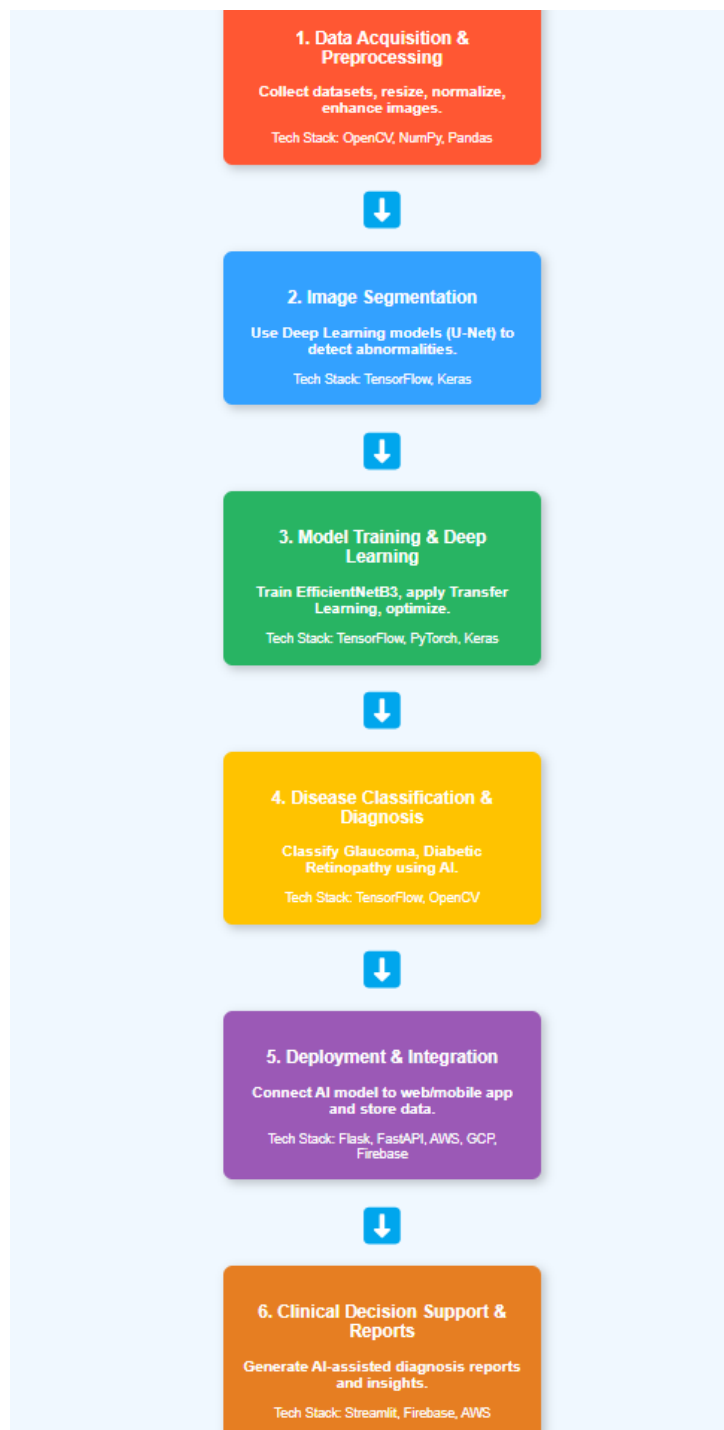 1. Data Acquisition &
Preprocessing
Collect datasets, resize, normalize,
enhance images.
Tech Stack: OpenCV, NumPy, Pandas
2. Image Segmentation
Use Deep Learning models (U-Net) to
detect abnormalities.
Tech Stack: TensorFlow, Keras
3. Model Training & Deep
Learning
Train EfficientNetB3, apply Transfer
Learning, optimize.
Tech Stack: TensorFlow, PyTorch, Keras
4. Disease Classification &
Diagnosis
Classify Glaucoma, Diabetic
Retinopathy using AI.
Tech Stack: TensorFlow, OpenCV
5. Deployment & Integration
Connect AI model to web/mobile app
and store data.
Tech Stack: Flask, FastAPI, AWS, GCP,
Firebase
6. Clinical Decision Support &
Reports
Generate AI-assisted diagnosis reports
and insights.
Tech Stack: Streamlit, Firebase, AWS